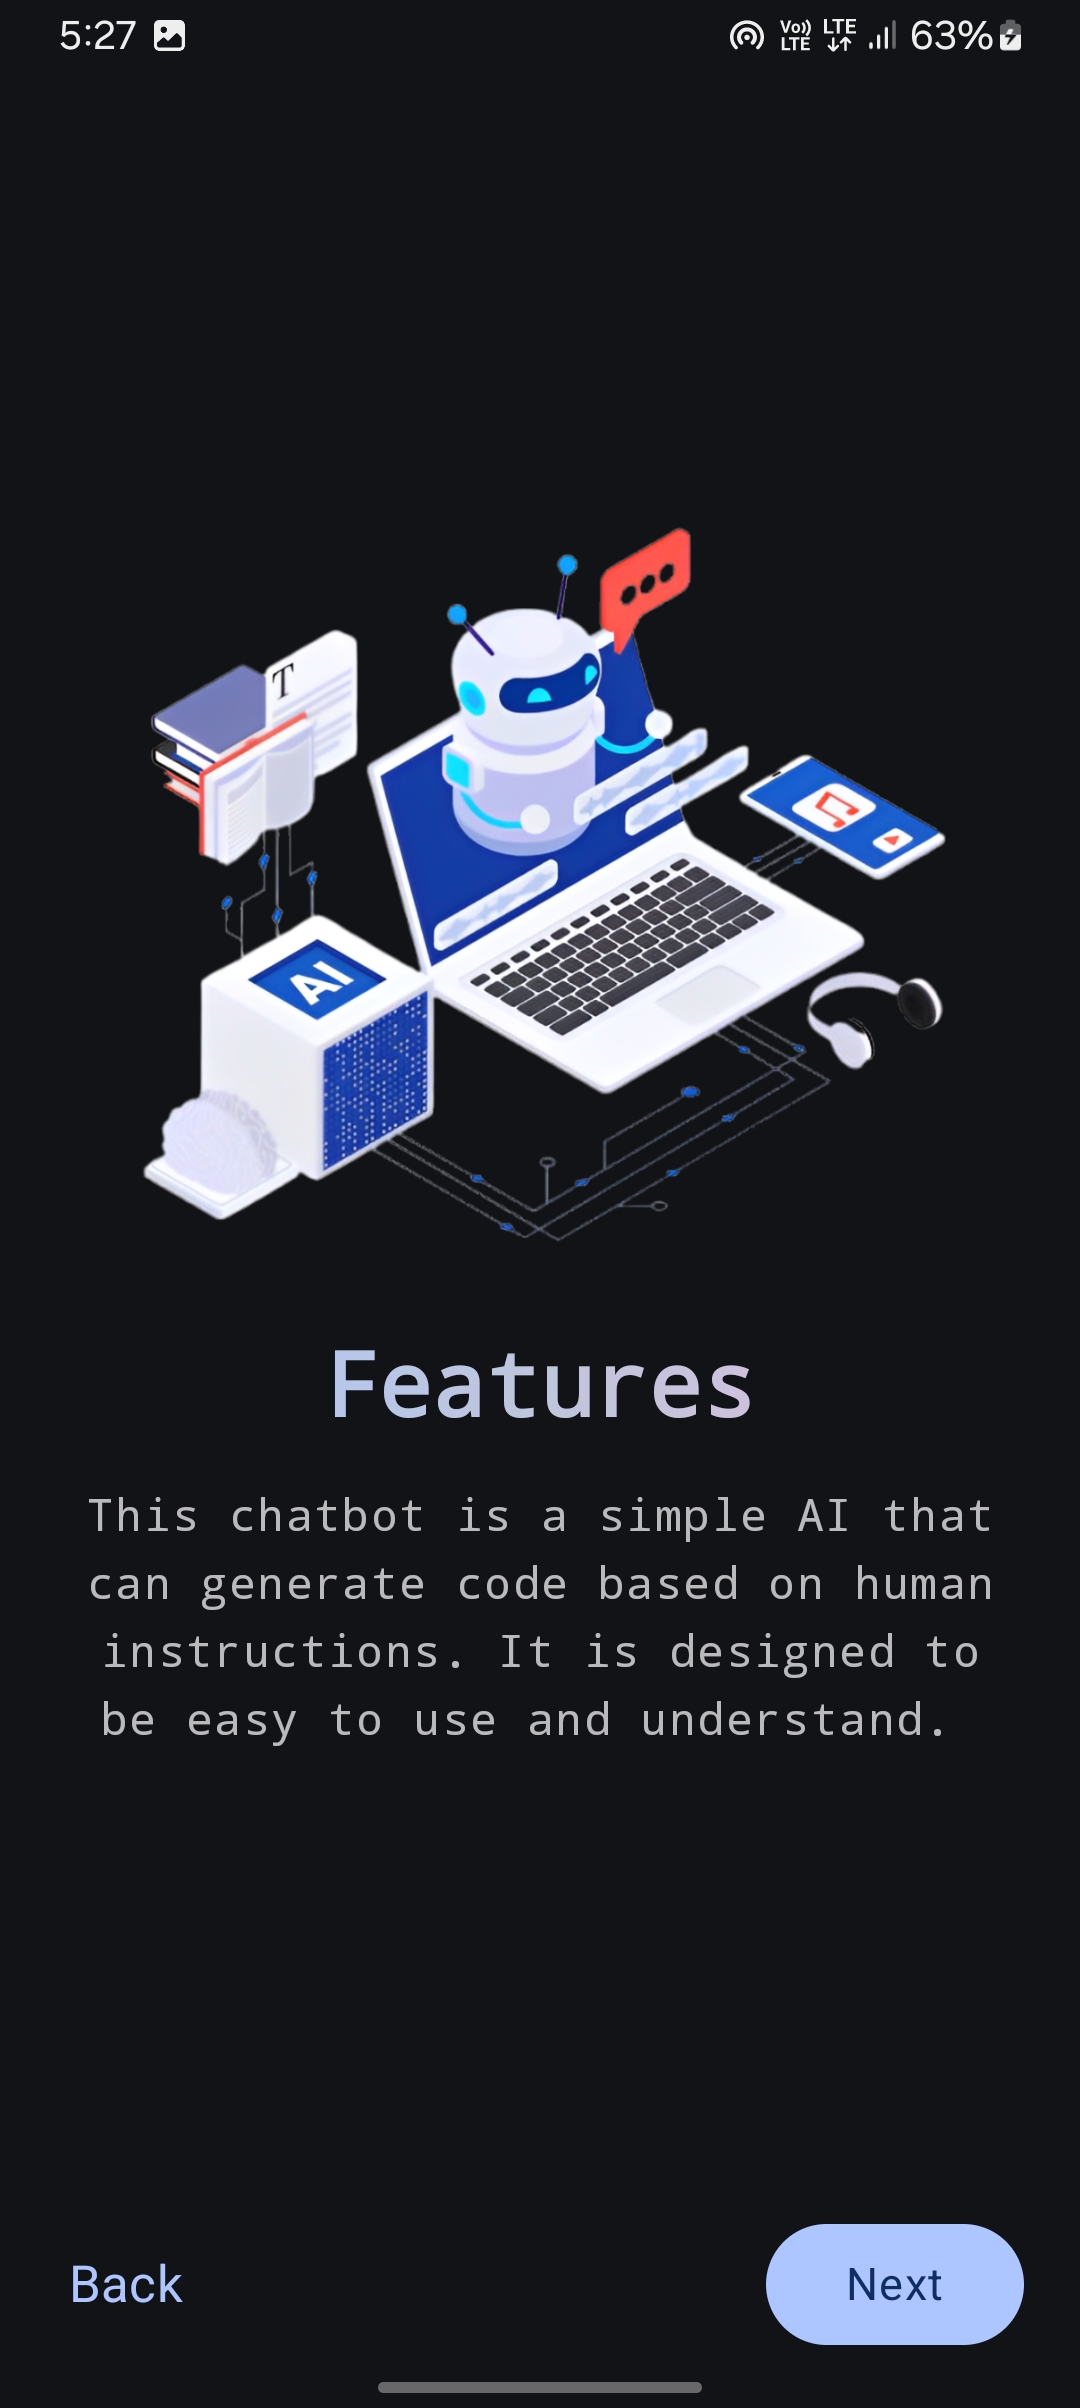 5:27
Vo)) LTE
LTE
63%
T
AI
Features
This chatbot is a simple AI that
can generate code based on human
instructions. It is designed to
be easy to use and understand.
Back
Next